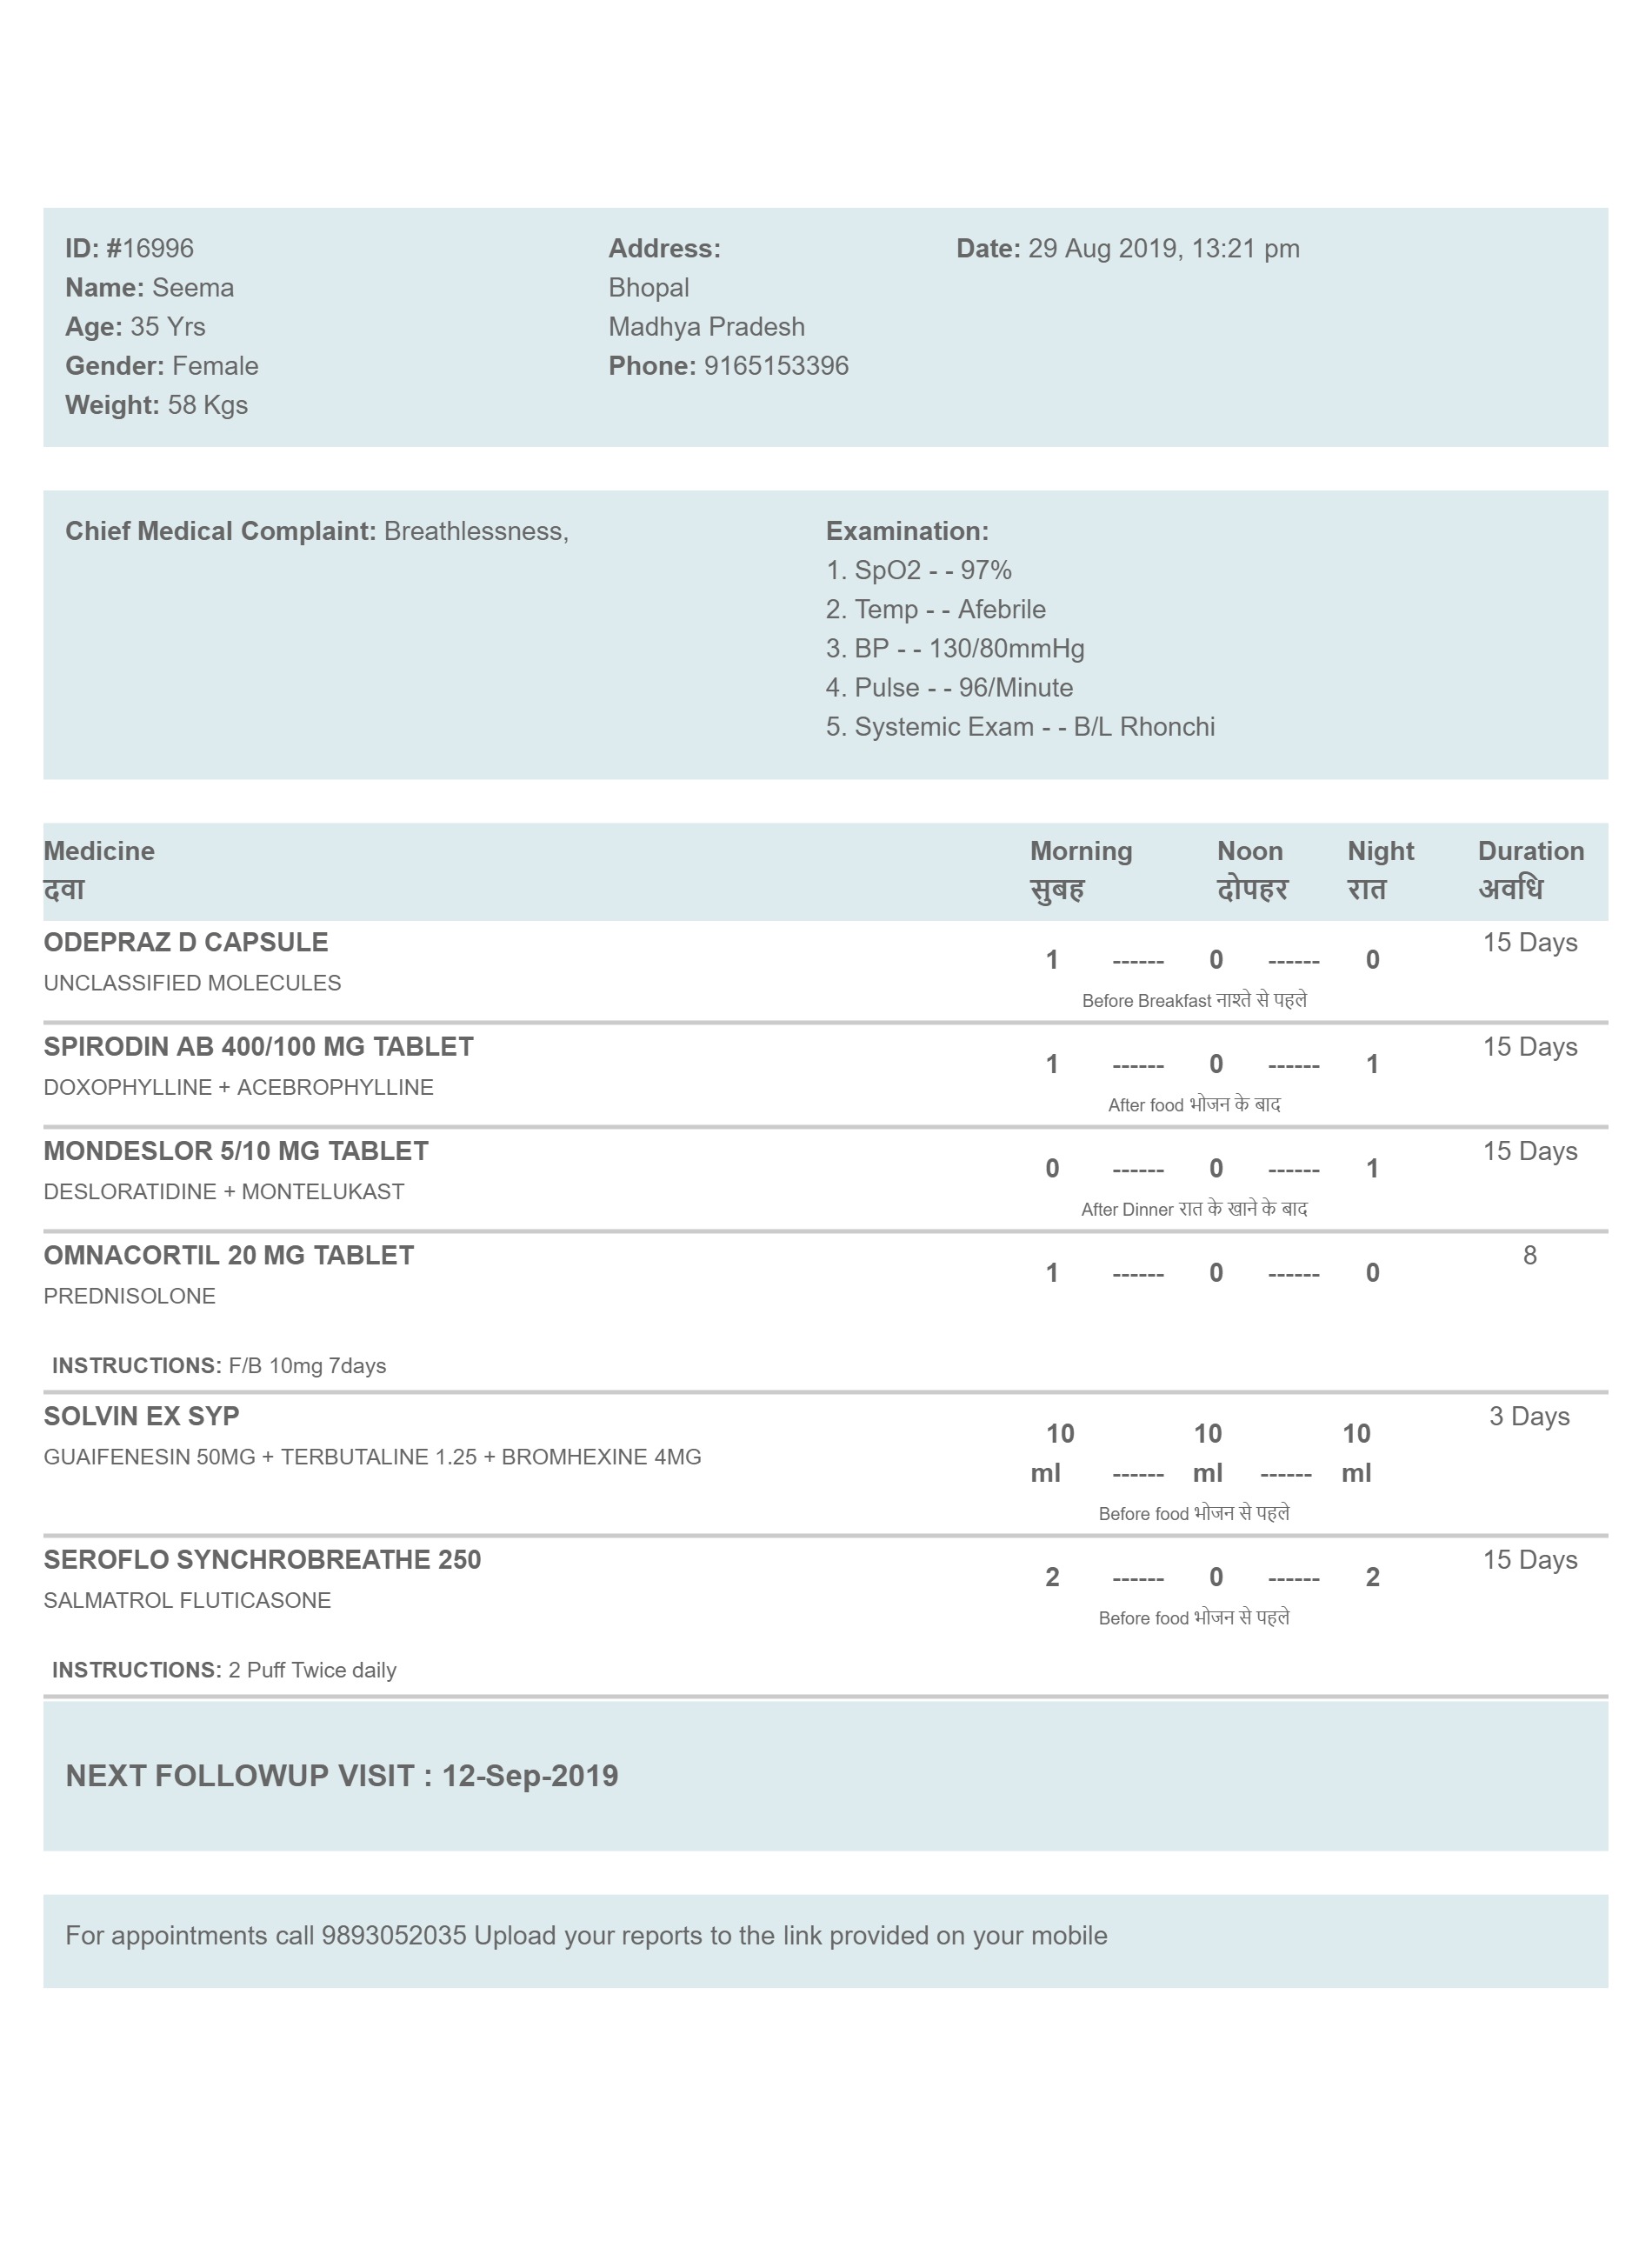 ID: #16996
Name: Seema
Age: 35 Yrs
Gender: Female
Weight: 58 Kgs
Address:
Bhopal
Madhya Pradesh
Phone: 9165153396
Date: 29 Aug 2019, 13:21 pm
Chief Medical Complaint: Breathlessness,
Examination:
1. SpO2 - - 97%
2. Temp - - Afebrile
3. BP - - 130/80mmHg
4. Pulse - - 96/Minute
5. Systemic Exam - - B/L Rhonchi
Medicine Morning Noon Night Duration
दवा सुबह दोपहर रात अवधि
ODEPRAZ D CAPSULE 15 Days
1 ------ 0 ------ 0
UNCLASSIFIED MOLECULES
Before Breakfast नाश्ते से पहले
SPIRODIN AB 400/100 MG TABLET 15 Days
1 ------ 0 ------ 1
DOXOPHYLLINE + ACEBROPHYLLINE
After food भोजन के बाद
MONDESLOR 5/10 MG TABLET 15 Days
0 ------ 0 ------ 1
DESLORATIDINE + MONTELUKAST
After Dinner रात के खाने के बाद
OMNACORTIL 20 MG TABLET 8
1 ------ 0 ------ 0
PREDNISOLONE
INSTRUCTIONS: F/B 10mg 7days
SOLVIN EX SYP 3 Days
10 10 10
GUAIFENESIN 50MG + TERBUTALINE 1.25 + BROMHEXINE 4MG
ml ------ ml ------ ml
Before food भोजन से पहले
SEROFLO SYNCHROBREATHE 250 15 Days
2 ------ 0 ------ 2
SALMATROL FLUTICASONE
Before food भोजन से पहले
INSTRUCTIONS: 2 Puff Twice daily
NEXT FOLLOWUP VISIT : 12-Sep-2019
For appointments call 9893052035 Upload your reports to the link provided on your mobile